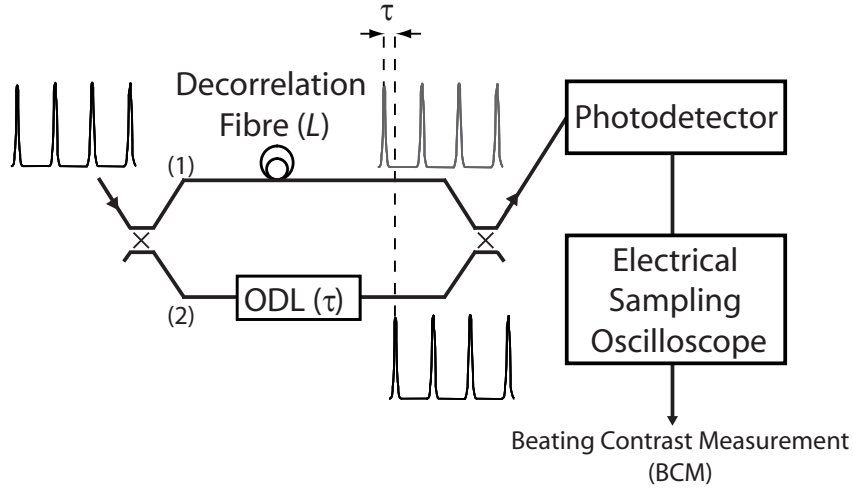 τ
Decorrelation
Fibre (L)
(1)
Photodetector
ODL (τ)
(2)
Electrical
Sampling
Oscilloscope
Beating Contrast Measurement
(BCM)